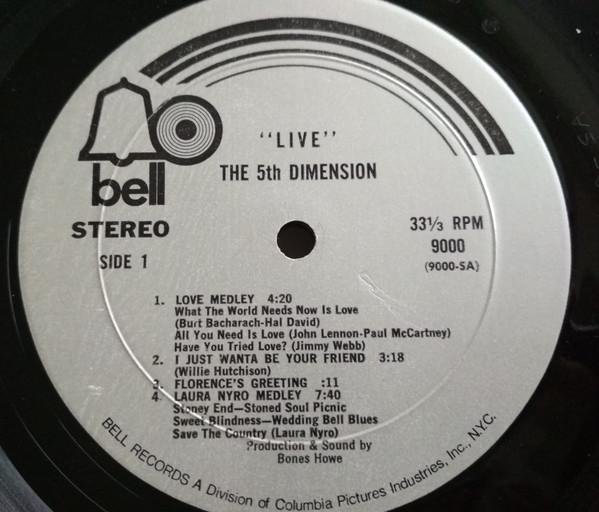 "LIVE"
THE 5th DIMENSION
bell
STEREO
SIDE 1
33⅓ RPM
9000
(9000-SA)
1. LOVE MEDLEY 4:20
What The World Needs Now Is Love
(Burt Bacharach-Hal David)
All You Need Is Love (John Lennon-Paul McCartney)
Have You Tried Love? (Jimmy Webb)
2. I JUST WANTA BE YOUR FRIEND 3:18
(Willie Hutchison)
3. FLORENCE'S GREETING :11
4. LAURA NYRO MEDLEY 7:40
Stoney End—Stoned Soul Picnic
Sweet Blindness—Wedding Bell Blues
Save The Country (Laura Nyro)
Production & Sound by
Bones Howe
BELL RECORDS A Division of Columbia Pictures Industries, Inc., N.Y.C.